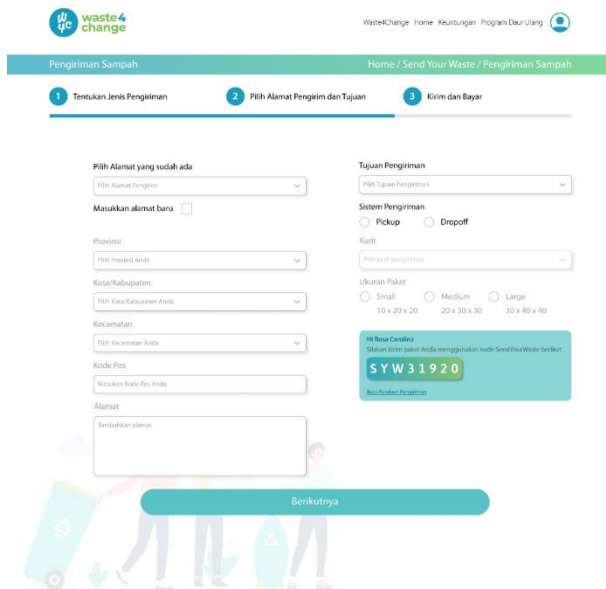 waste4
change
Waste4Change Home Keuntungan Program Daur Ulang
Pengiriman Sampah
Home / Send Your Waste / Pengiriman Sampah
1 Tentukan Jenis Pengiriman
2 Pilih Alamat Pengirim dan Tujuan
3 Kirim dan Bayar
Pilih Alamat yang sudah ada
Pilih Alamat Pengirim
Masukkan alamat baru
Provinsi
Pilih Provinsi Anda
Kota/Kabupaten
Pilih Kota/Kabupaten Anda
Kecamatan
Pilih Kecamatan Anda
Kode Pos
Masukan Kode Pos Anda
Alamat
Tambahkan alamat
Tujuan Pengiriman
Pilih Tujuan Pengiriman
Sistem Pengiriman
Pickup Dropoff
Kurir
Pilih kurir pengiriman
Ukuran Paket
Small Medium Large
10 x 20 x 20 20 x 30 x 30 30 x 40 x 40
Hi Rosa Carolina
Silakan kirim paket Anda menggunakan kode SendYourWaste berikut
SYW31920
Baca Panduan Pengiriman
Berikutnya